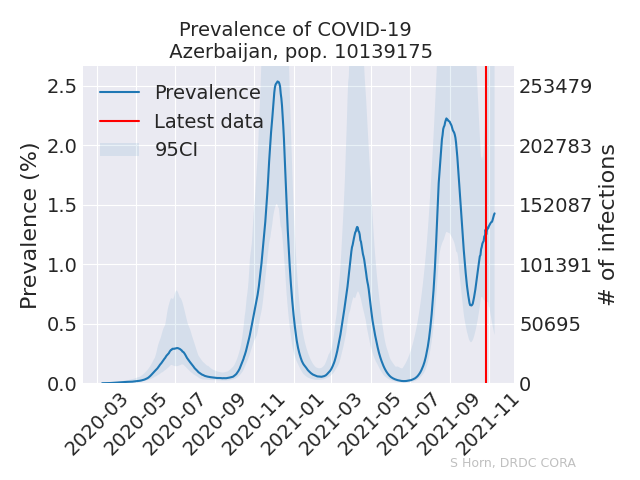 Prevalence of COVID-19
Azerbaijan, pop. 10139175
Prevalence
Latest data
95CI
Prevalence (%)
2.5
2.0
1.5
1.0
0.5
0.0
253479
202783
152087
101391
50695
0
# of infections
2020-03
2020-05
2020-07
2020-09
2020-11
2021-01
2021-03
2021-05
2021-07
2021-09
2021-11
S Horn, DRDC CORA